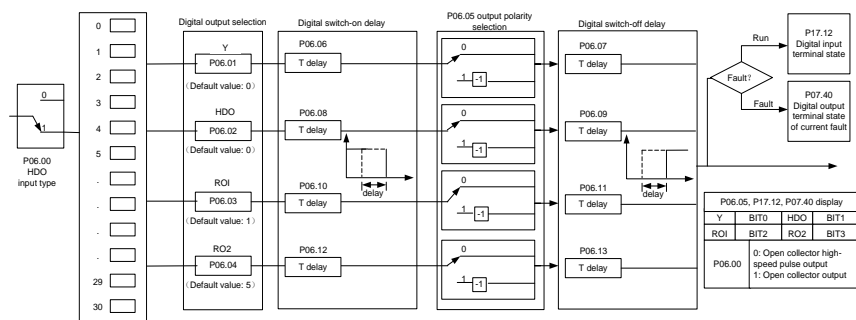 0
1
2
3
4
5
.
.
.
.
29
30
0
1
P06.00
HDO
input type
Digital output selection
Y
P06.01
(Default value: 0)
HDO
P06.02
(Default value: 0)
ROI
P06.03
(Default value: 1)
RO2
P06.04
(Default value: 5)
Digital switch-on delay
P06.06
T delay
P06.08
T delay
delay
P06.10
T delay
P06.12
T delay
P06.05 output polarity
selection
0
1
-1
0
1
-1
0
1
-1
0
1
-1
Digital switch-off delay
P06.07
T delay
P06.09
T delay
delay
P06.11
T delay
P06.13
T delay
Run
Fault?
Fault
P17.12
Digital input
terminal state
P07.40
Digital output
terminal state
of current fault
P06.05, P17.12, P07.40 display
Y BIT0 HDO BIT1
ROI BIT2 RO2 BIT3
P06.00
0: Open collector high-
speed pulse output
1: Open collector output